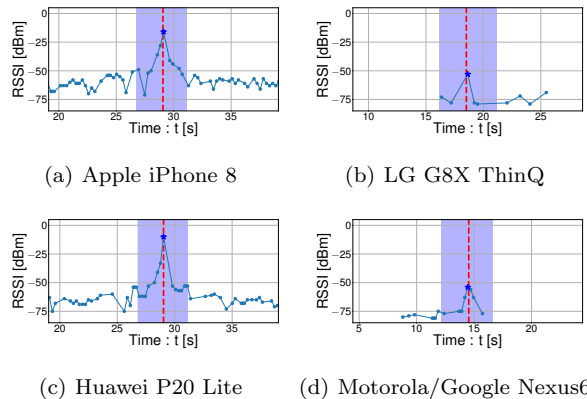 0
−25
−50
−75
RSSI [dBm]
20 25 30 35
Time : t [s]
(a) Apple iPhone 8
0
−25
−50
−75
RSSI [dBm]
10 15 20 25
Time : t [s]
(b) LG G8X ThinQ
0
−25
−50
−75
RSSI [dBm]
20 25 30 35
Time : t [s]
(c) Huawei P20 Lite
0
−25
−50
−75
RSSI [dBm]
5 10 15 20
Time : t [s]
(d) Motorola/Google Nexus6